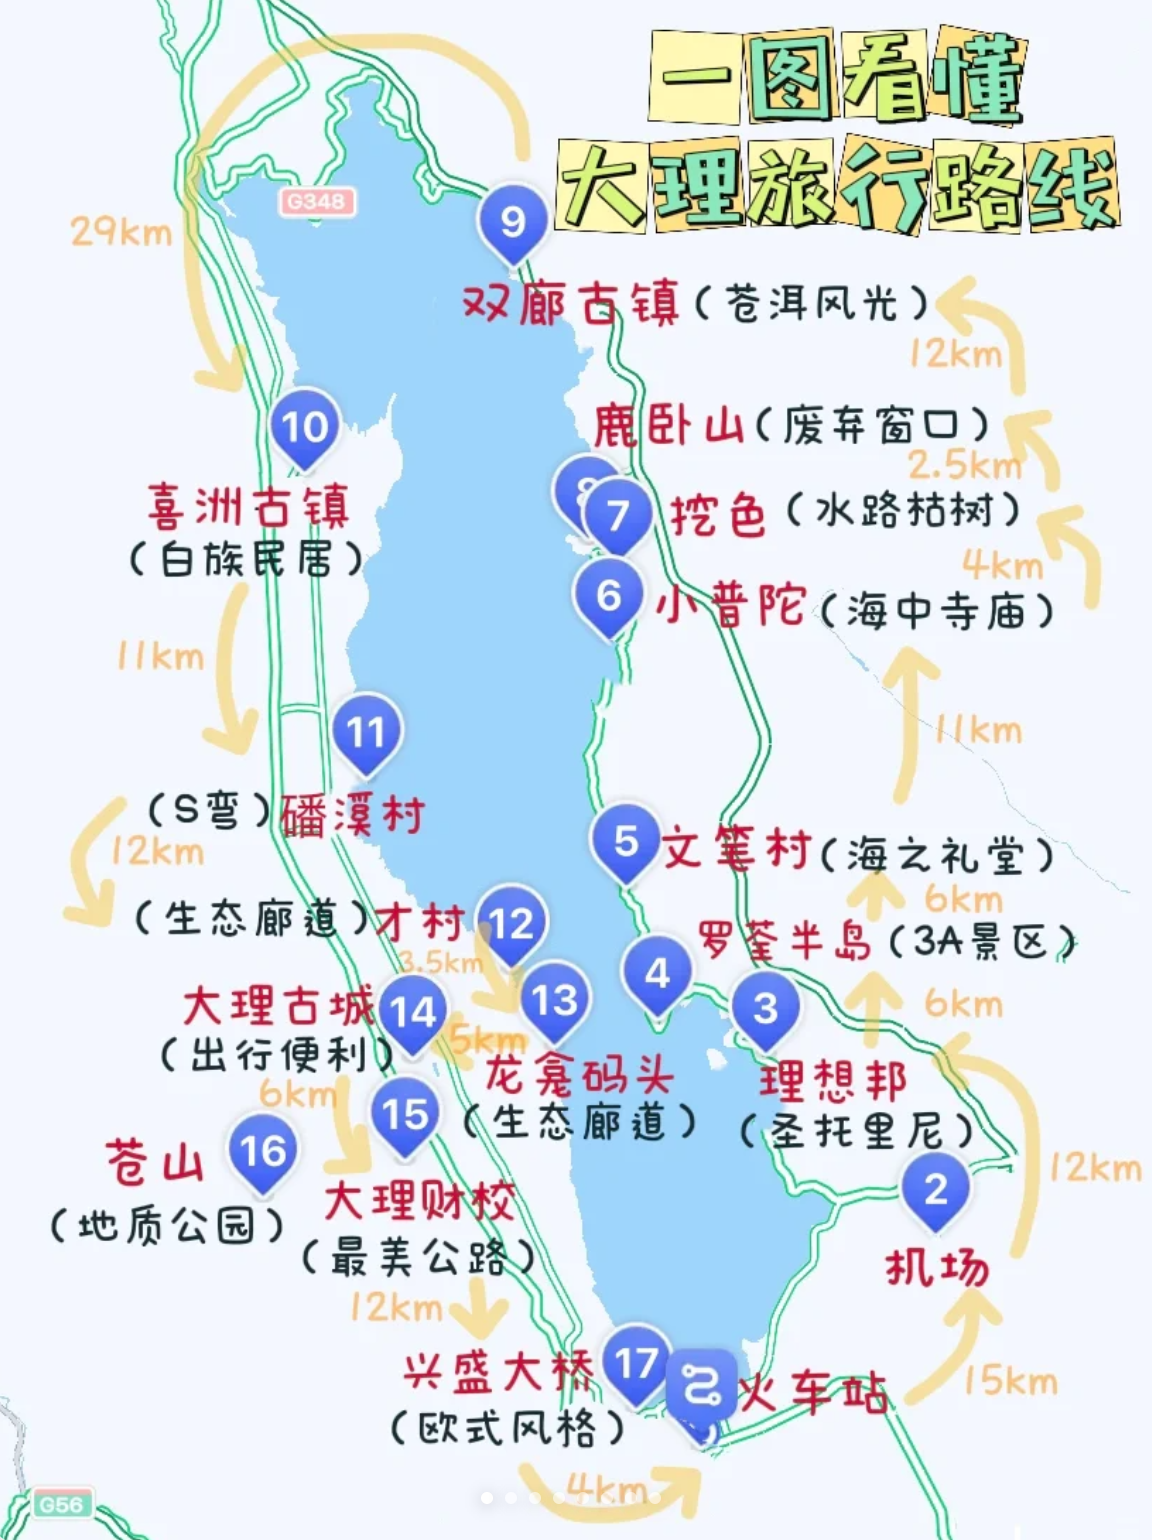 一图看懂
大理旅行路线
G348
29km
9
双廊古镇(苍洱风光)
12km
10
鹿卧山(废弃窗口)
2.5km
8
7
挖色(水路枯树)
喜洲古镇
(白族民居)
4km
6
小普陀(海中寺庙)
11km
11km
11
(S弯)磻溪村
5
文笔村(海之礼堂)
12km
6km
(生态廊道)才村
12
罗荃半岛(3A景区)
3.5km
4
13
3
6km
大理古城
14
(出行便利)
5km
龙龛码头
(生态廊道)
理想邦
(圣托里尼)
6km
15
16
苍山
(地质公园)
12km
2
机场
大理财校
(最美公路)
12km
17
兴盛大桥
(欧式风格)
火车站
15km
4km
G56